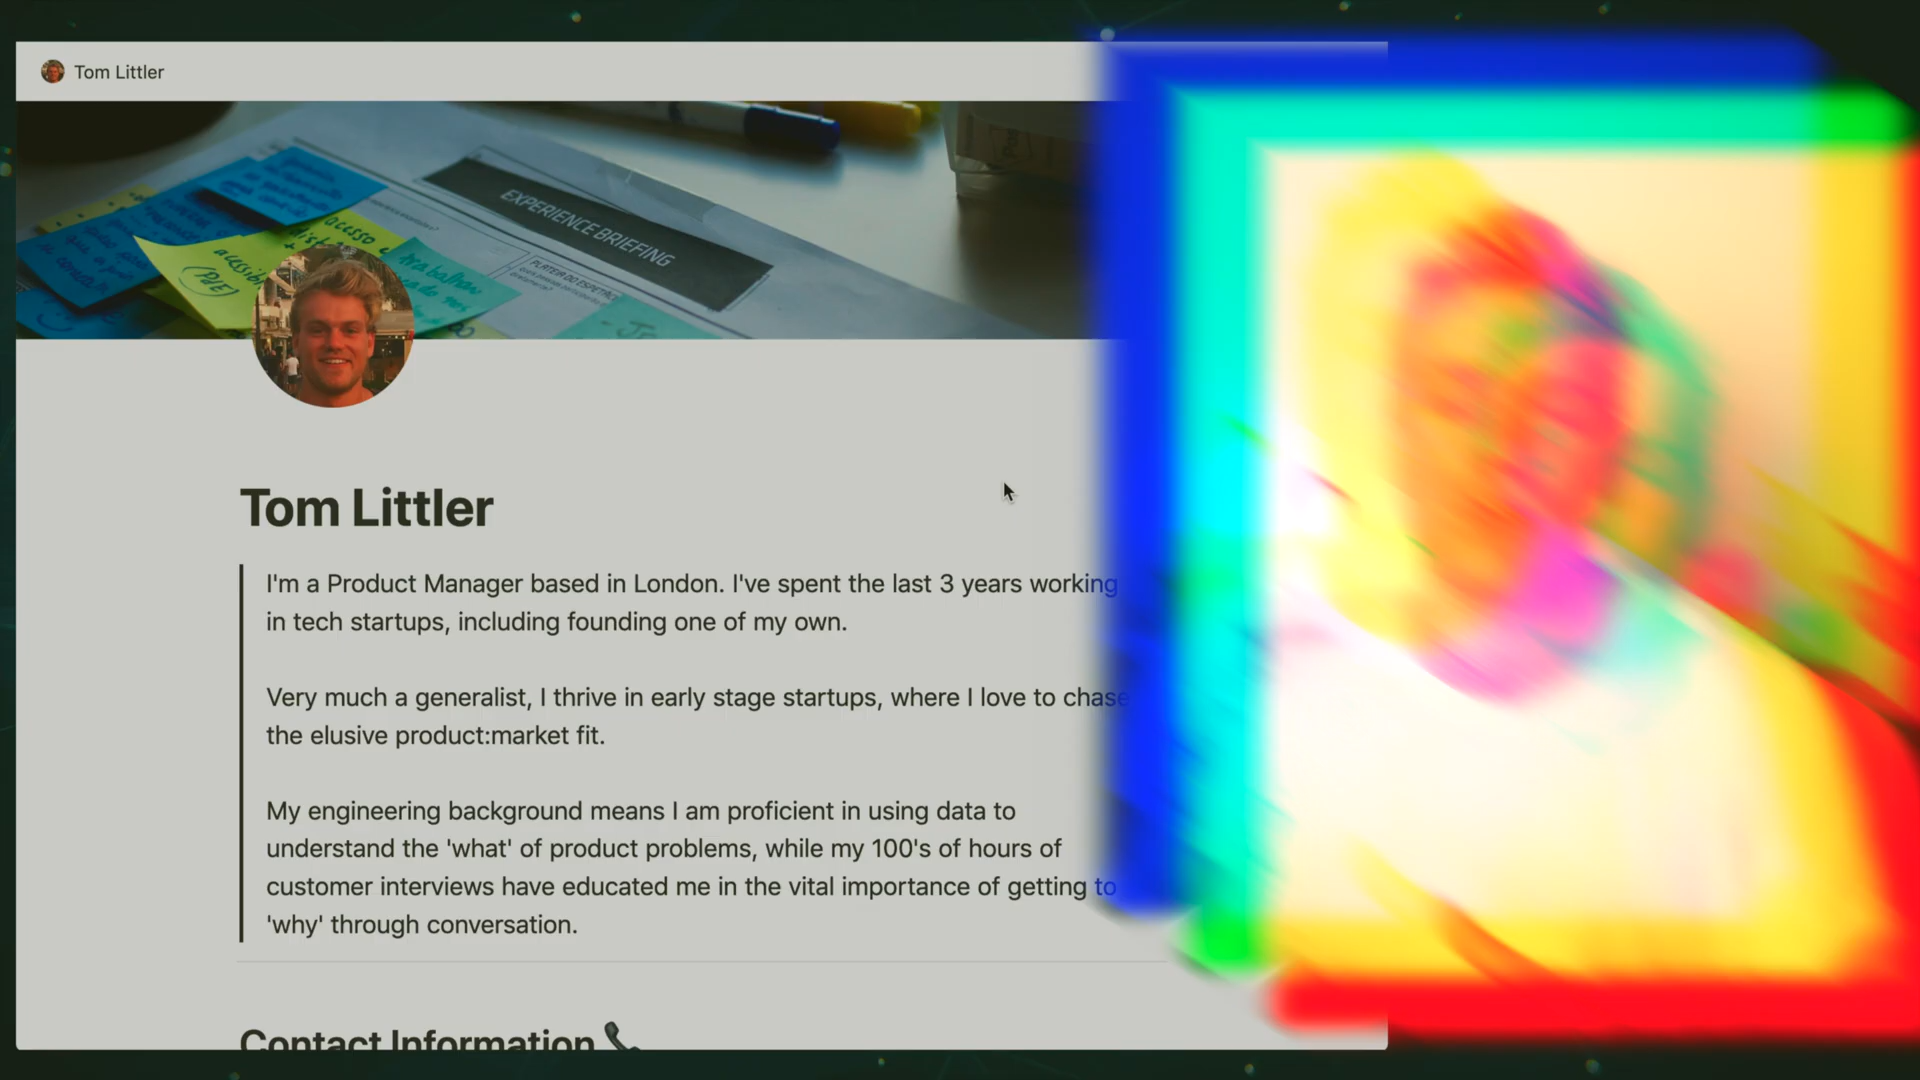 Tom Littler
EXPERIENCE BRIEFING
acesso
Tom Littler
I'm a Product Manager based in London. I've spent the last 3 years working
in tech startups, including founding one of my own.
Very much a generalist, I thrive in early stage startups, where I love to chase
the elusive product:market fit.
My engineering background means I am proficient in using data to
understand the 'what' of product problems, while my 100's of hours of
customer interviews have educated me in the vital importance of getting to
'why' through conversation.
Contact Information